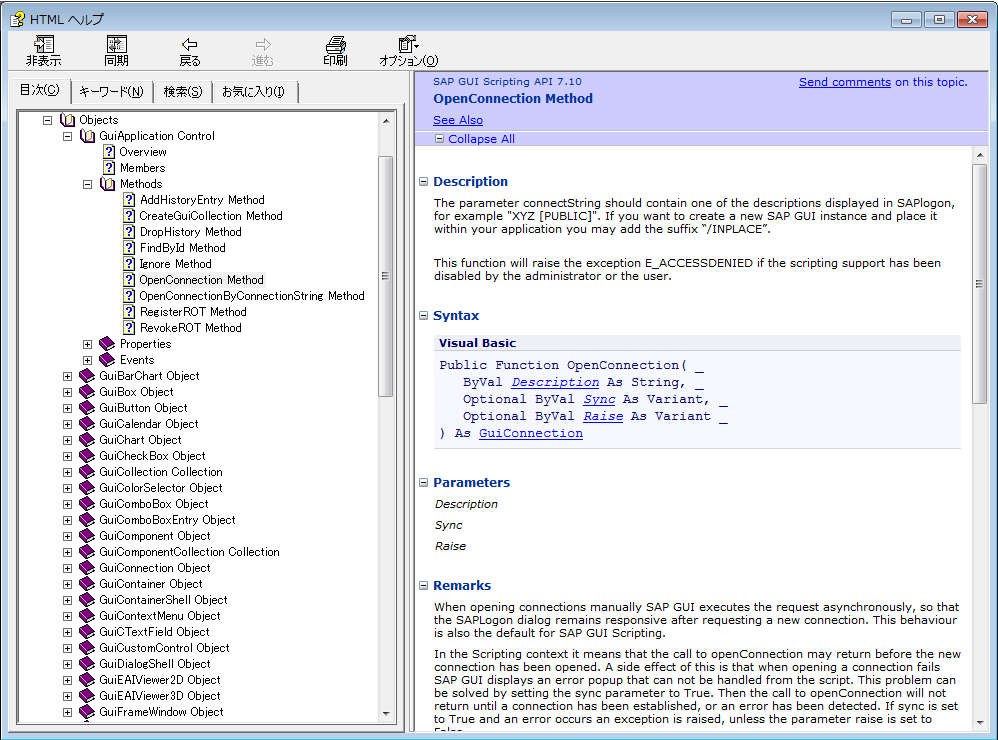 HTML ヘルプ
非表示
同期
戻る
進む
印刷
オプション(O)
目次(C)
キーワード(N)
検索(S)
お気に入り(I)
Objects
GuiApplication Control
Overview
Members
Methods
AddHistoryEntry Method
CreateGuiCollection Method
DropHistory Method
FindById Method
Ignore Method
OpenConnection Method
OpenConnectionByConnectionString Method
RegisterROT Method
RevokeROT Method
Properties
Events
GuiBarChart Object
GuiBox Object
GuiButton Object
GuiCalendar Object
GuiChart Object
GuiCheckBox Object
GuiCollection Collection
GuiColorSelector Object
GuiComboBox Object
GuiComboBoxEntry Object
GuiComponent Object
GuiComponentCollection Collection
GuiConnection Object
GuiContainer Object
GuiContainerShell Object
GuiContextMenu Object
GuiCTextField Object
GuiCustomControl Object
GuiDialogShell Object
GuiEAIViewer2D Object
GuiEAIViewer3D Object
GuiFrameWindow Object
SAP GUI Scripting API 7.10
Send comments on this topic.
OpenConnection Method
See Also
Collapse All
Description
The parameter connectString should contain one of the descriptions displayed in SAPlogon,
for example "XYZ [PUBLIC]". If you want to create a new SAP GUI instance and place it
within your application you may add the suffix “/INPLACE”.
This function will raise the exception E_ACCESSDENIED if the scripting support has been
disabled by the administrator or the user.
Syntax
Visual Basic
Public Function OpenConnection( _
ByVal Description As String, _
Optional ByVal Sync As Variant, _
Optional ByVal Raise As Variant _
) As GuiConnection
Parameters
Description
Sync
Raise
Remarks
When opening connections manually SAP GUI executes the request asynchronously, so that
the SAPLogon dialog remains responsive after requesting a new connection. This behaviour
is also the default for SAP GUI Scripting.
In the Scripting context it means that the call to openConnection may return before the new
connection has been opened. A side effect of this is that when opening a connection fails
SAP GUI displays an error popup that can not be handled from the script. This problem can
be solved by setting the sync parameter to True. Then the call to openConnection will not
return until a connection has been established, or an error has been detected. If sync is set
to True and an error occurs an exception is raised, unless the parameter raise is set to